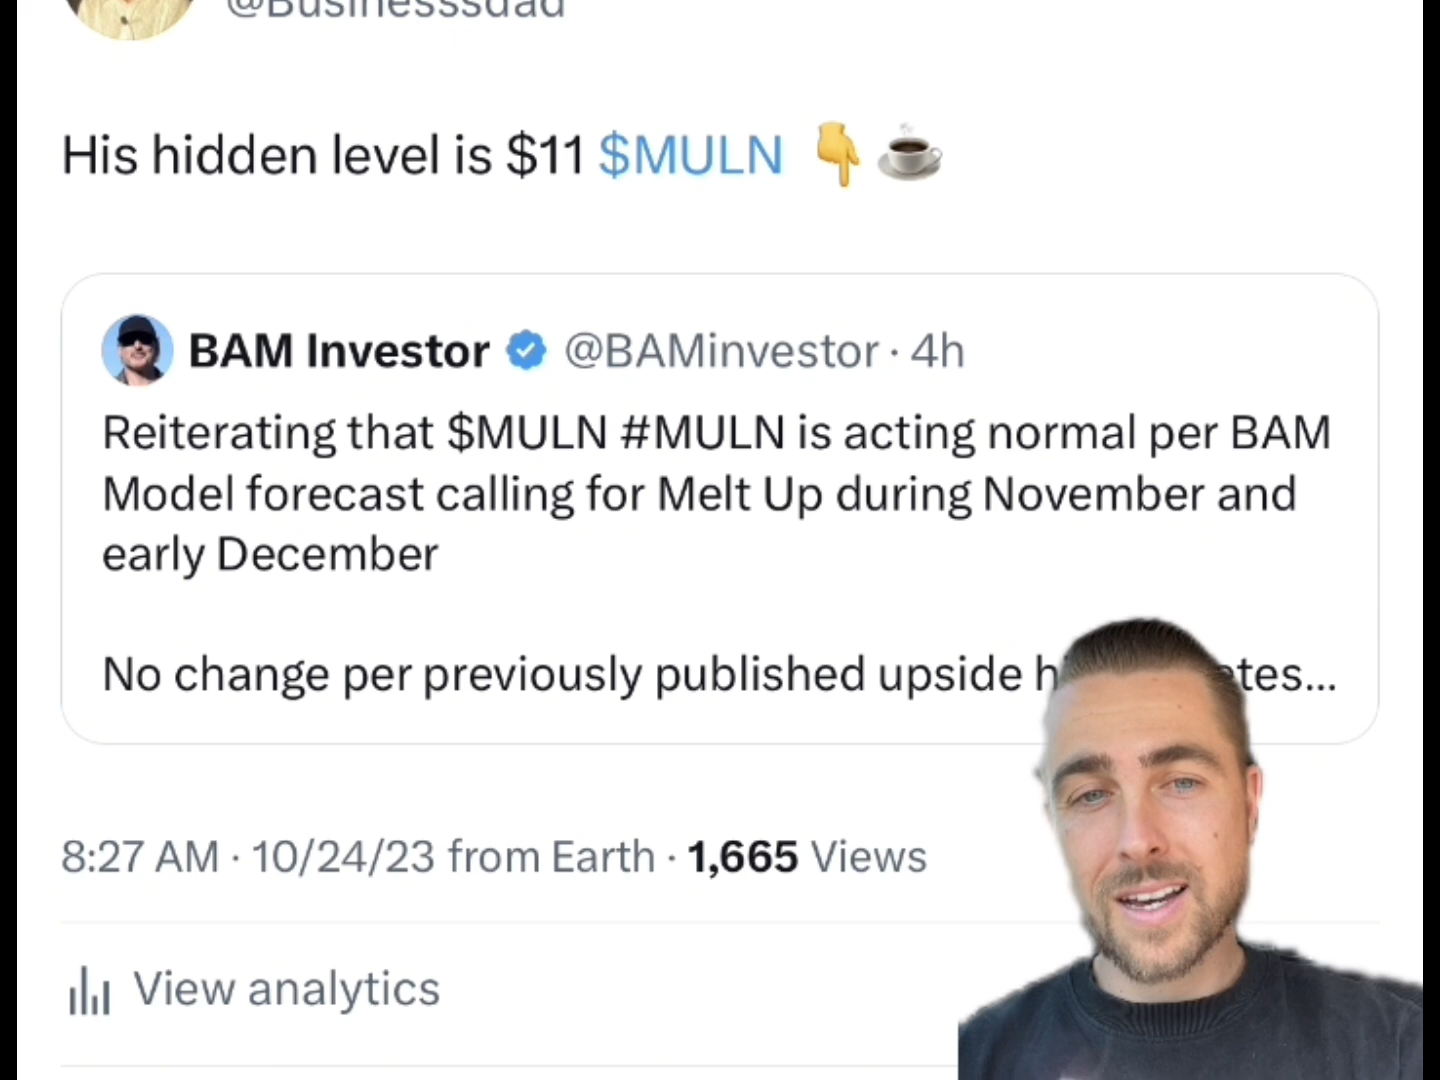 @Businesssdad
His hidden level is $11 $MULN
BAM Investor @BAMinvestor · 4h
Reiterating that $MULN #MULN is acting normal per BAM
Model forecast calling for Melt Up during November and
early December
No change per previously published upside
8:27 AM · 10/24/23 from Earth · 1,665 Views
View analytics